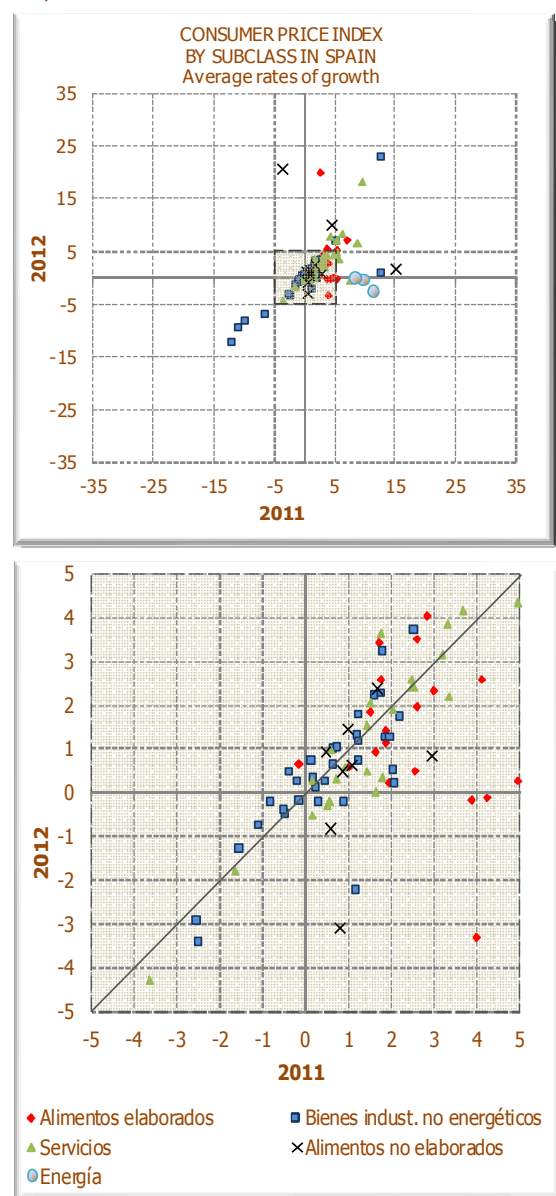 CONSUMER PRICE INDEX
BY SUBCLASS IN SPAIN
Average rates of growth
35
25
15
5
-5
-15
-25
-35
2012
-35 -25 -15 -5 5 15 25 35
2011
5
4
3
2
1
0
-1
-2
-3
-4
-5
2012
-5 -4 -3 -2 -1 0 1 2 3 4 5
2011
Alimentos elaborados Bienes indust. no energéticos
Servicios Alimentos no elaborados
Energía